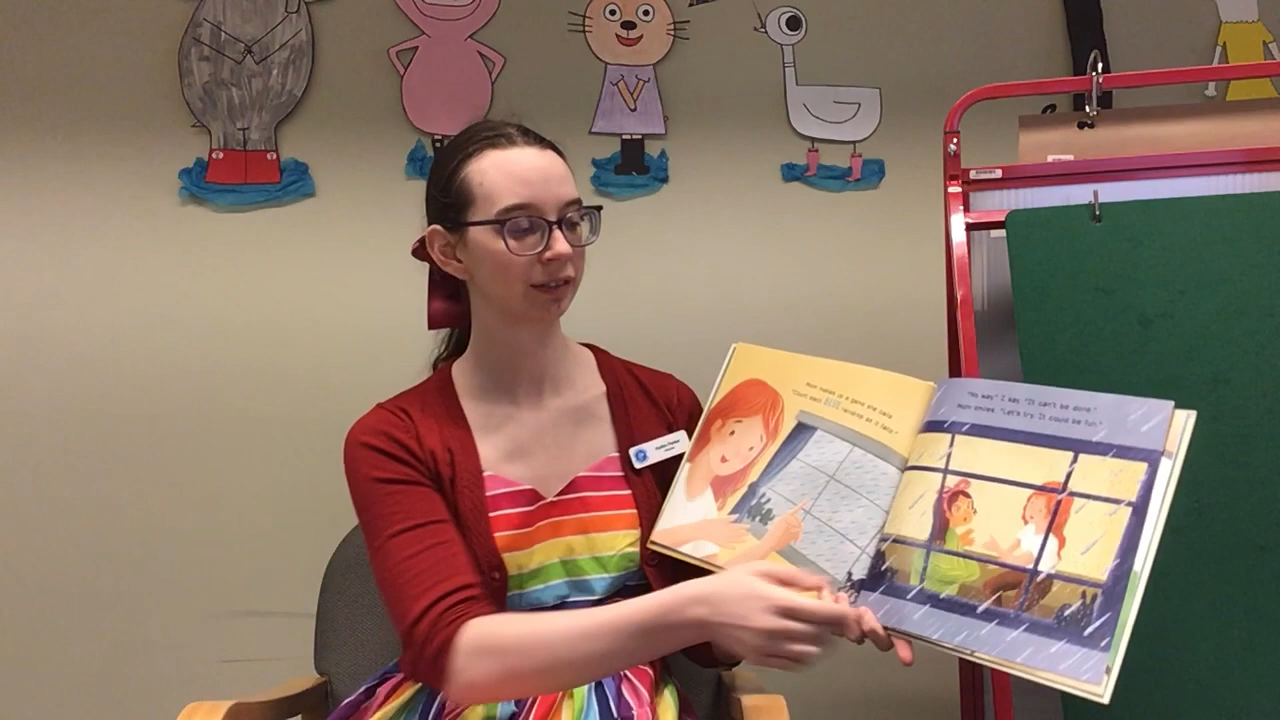 Mom makes up a game she calls
"Count each BLUE raindrop as it falls."
"No way," I say. "It can't be done."
Mom smiles. "Let's try. It could be fun."